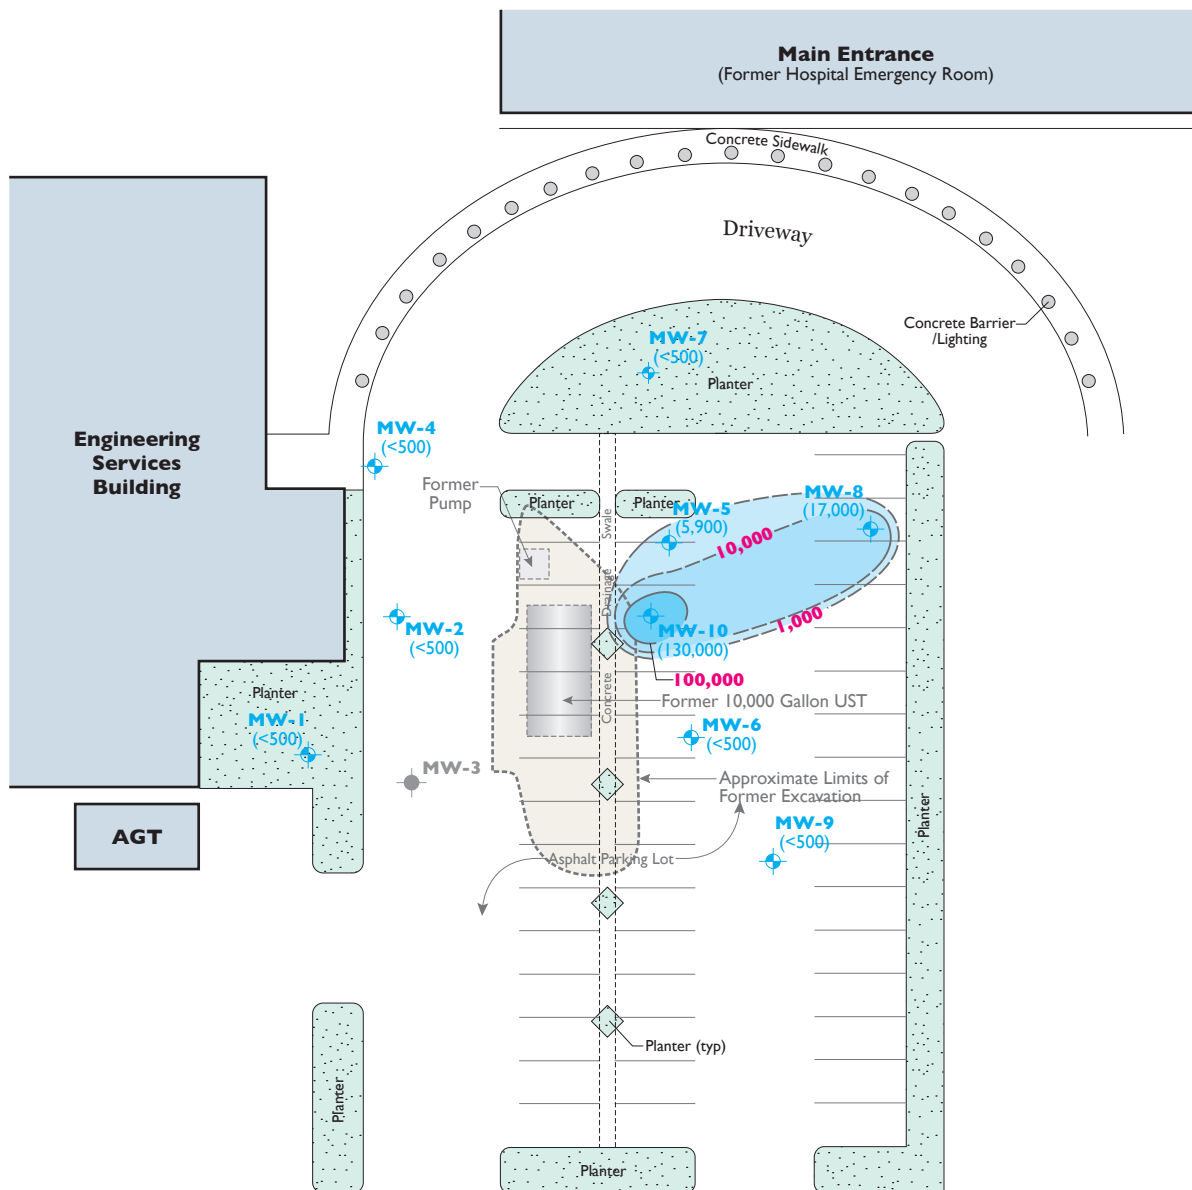 Main Entrance
(Former Hospital Emergency Room)
Concrete Sidewalk
Driveway
Concrete Barrier
/Lighting
MW-7
(<500)
Planter
Engineering
Services
Building
MW-4
(<500)
Former
Pump
Planter
Planter
Swale
Drainage
Concrete
MW-5
(5,900)
MW-8
(17,000)
10,000
1,000
MW-10
(130,000)
100,000
MW-2
(<500)
Former 10,000 Gallon UST
Planter
MW-1
(<500)
MW-6
(<500)
MW-3
Approximate Limits of
Former Excavation
AGT
MW-9
(<500)
Planter
Asphalt Parking Lot
Planter (typ)
Planter
Planter